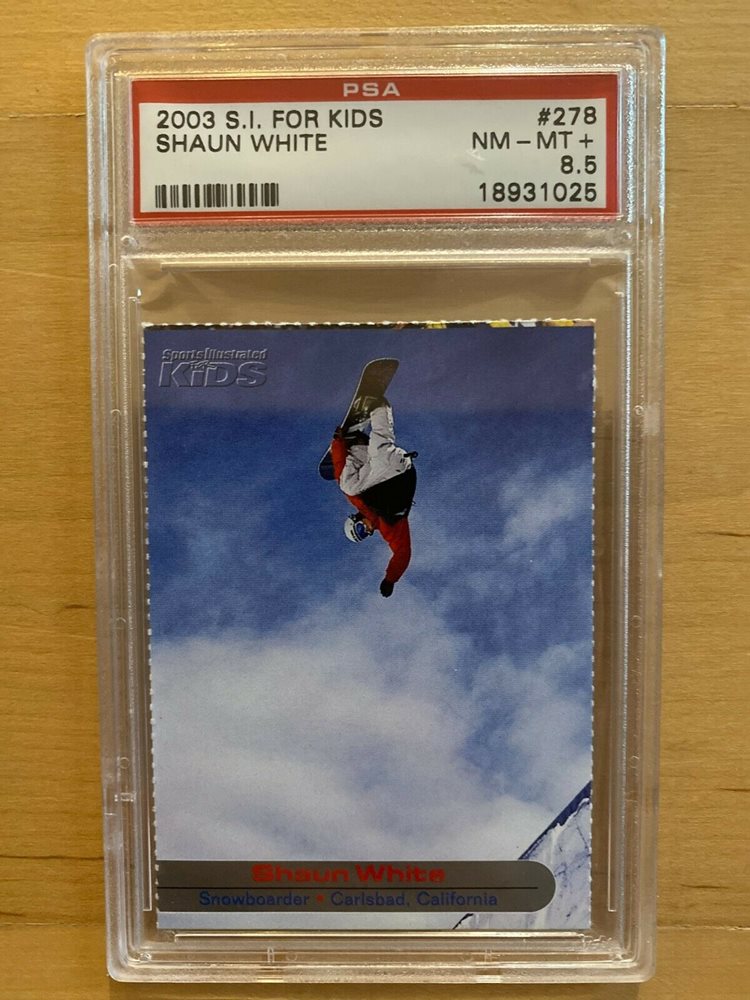 PSA
2003 S.I. FOR KIDS #278
SHAUN WHITE NM - MT +
8.5
18931025
Sports Illustrated
KIDS
Shaun White
Snowboarder • Carlsbad, California